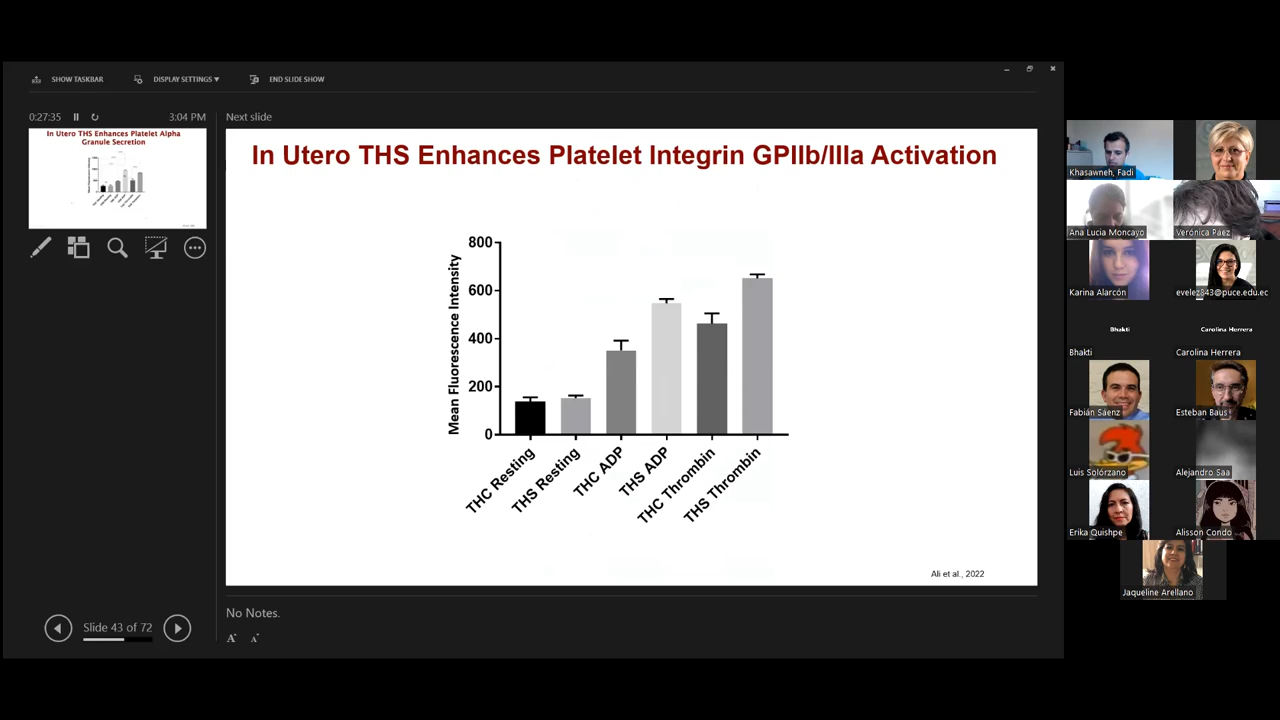 SHOW TASKBAR
DISPLAY SETTINGS ▼
END SLIDE SHOW
0:27:35
3:04 PM
Next slide
In Utero THS Enhances Platelet Alpha
Granule Secretion
In Utero THS Enhances Platelet Integrin GPIIb/IIIa Activation
Mean Fluorescence Intensity
800
600
400
200
0
THC Resting
THS Resting
THC ADP
THS ADP
THC Thrombin
THS Thrombin
Ali et al., 2022
Slide 43 of 72
No Notes.
A A
Khasawneh, Fadi
Ana Lucia Moncayo
Verónica Paez
Karina Alarcón
evelez843@puce.edu.ec
Bhakti
Carolina Herrera
Bhakti
Carolina Herrera
Fabián Sáenz
Esteban Baus
Luis Solórzano
Alejandro Saa
Erika Quishpe
Alisson Condo
Jaqueline Arellano